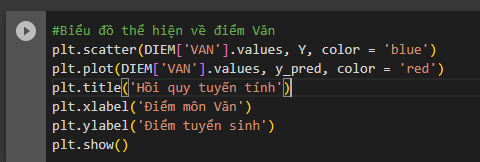 #Biểu đồ thể hiện về điểm Văn
plt.scatter(DIEM['VAN'].values, Y, color = 'blue')
plt.plot(DIEM['VAN'].values, y_pred, color = 'red')
plt.title('Hồi quy tuyến tính')
plt.xlabel('Điểm môn Văn')
plt.ylabel('Điểm tuyển sinh')
plt.show()